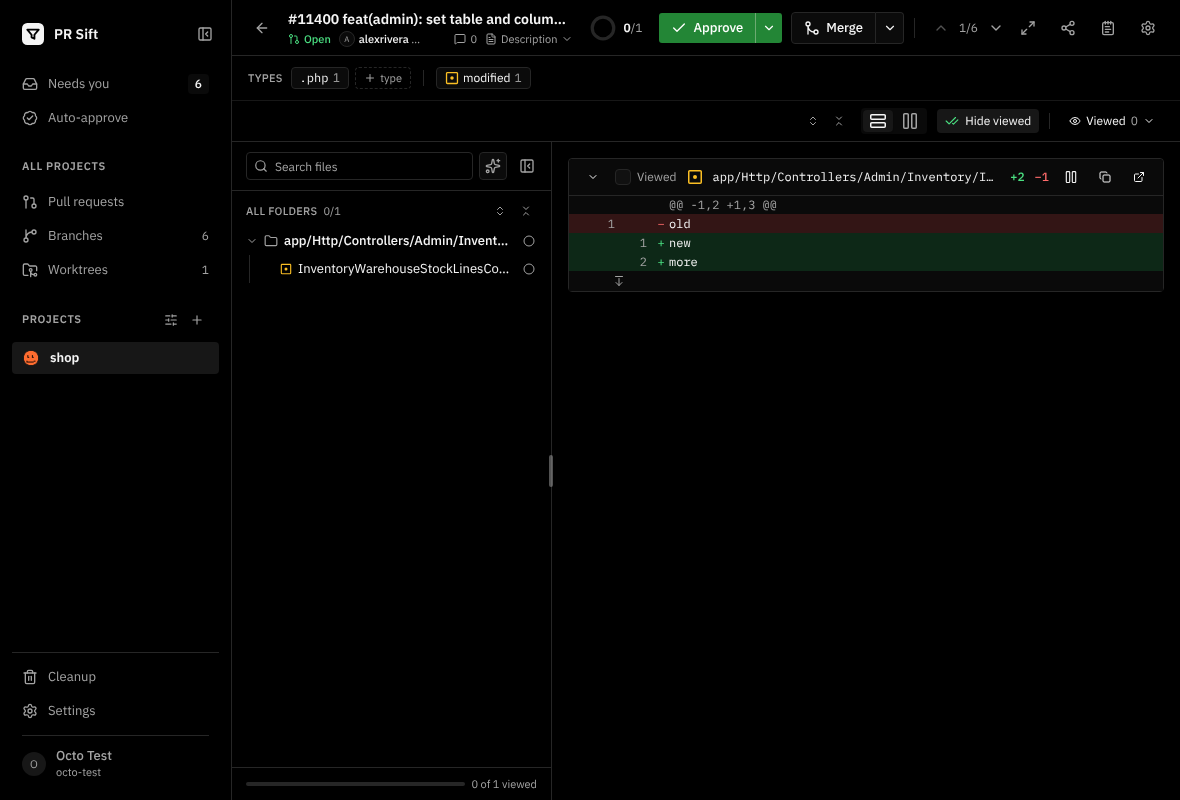 PR Sift
Needs you 6
Auto-approve
ALL PROJECTS
Pull requests
Branches 6
Worktrees 1
PROJECTS
shop
Cleanup
Settings
O
Octo Test
octo-test
#11400 feat(admin): set table and colum...
Open A alexrivera ... 0 Description
0/1
Approve
Merge
1/6
TYPES .php 1 + type modified 1
Hide viewed
Viewed 0
Search files
ALL FOLDERS 0/1
app/Http/Controllers/Admin/Invent...
InventoryWarehouseStockLinesCo...
0 of 1 viewed
Viewed app/Http/Controllers/Admin/Inventory/I... +2 −1
@@ -1,2 +1,3 @@
1 − old
1 + new
2 + more